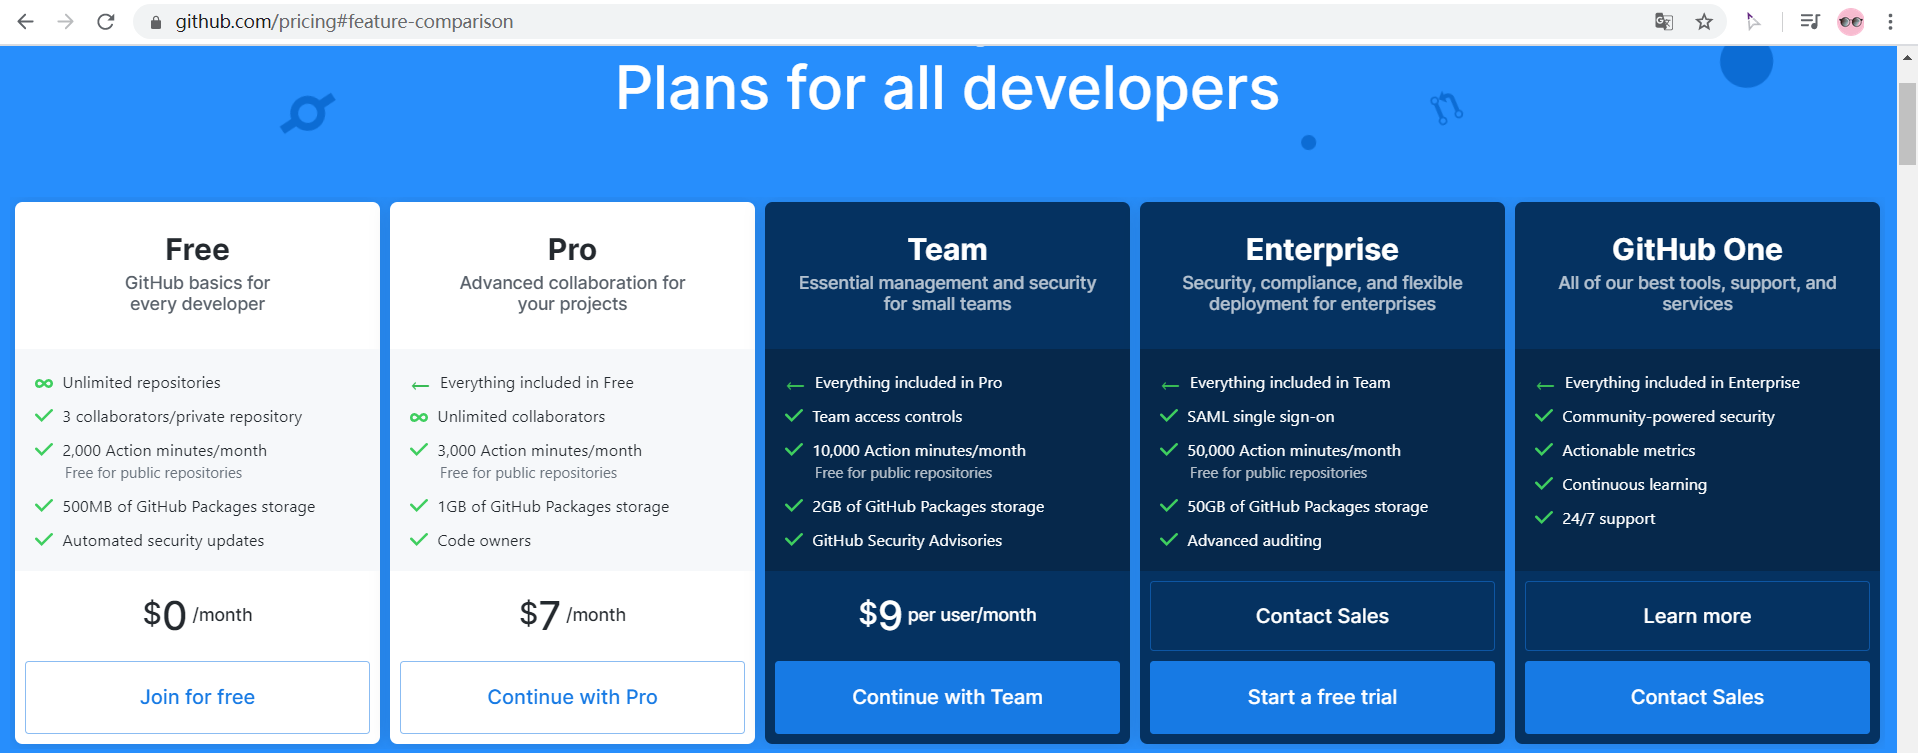 github.com/pricing#feature-comparison
Plans for all developers
Free
GitHub basics for
every developer
Unlimited repositories
3 collaborators/private repository
2,000 Action minutes/month
Free for public repositories
500MB of GitHub Packages storage
Automated security updates
$0 /month
Join for free
Pro
Advanced collaboration for
your projects
Everything included in Free
Unlimited collaborators
3,000 Action minutes/month
Free for public repositories
1GB of GitHub Packages storage
Code owners
$7 /month
Continue with Pro
Team
Essential management and security
for small teams
Everything included in Pro
Team access controls
10,000 Action minutes/month
Free for public repositories
2GB of GitHub Packages storage
GitHub Security Advisories
$9 per user/month
Continue with Team
Enterprise
Security, compliance, and flexible
deployment for enterprises
Everything included in Team
SAML single sign-on
50,000 Action minutes/month
Free for public repositories
50GB of GitHub Packages storage
Advanced auditing
Contact Sales
Start a free trial
GitHub One
All of our best tools, support, and
services
Everything included in Enterprise
Community-powered security
Actionable metrics
Continuous learning
24/7 support
Learn more
Contact Sales